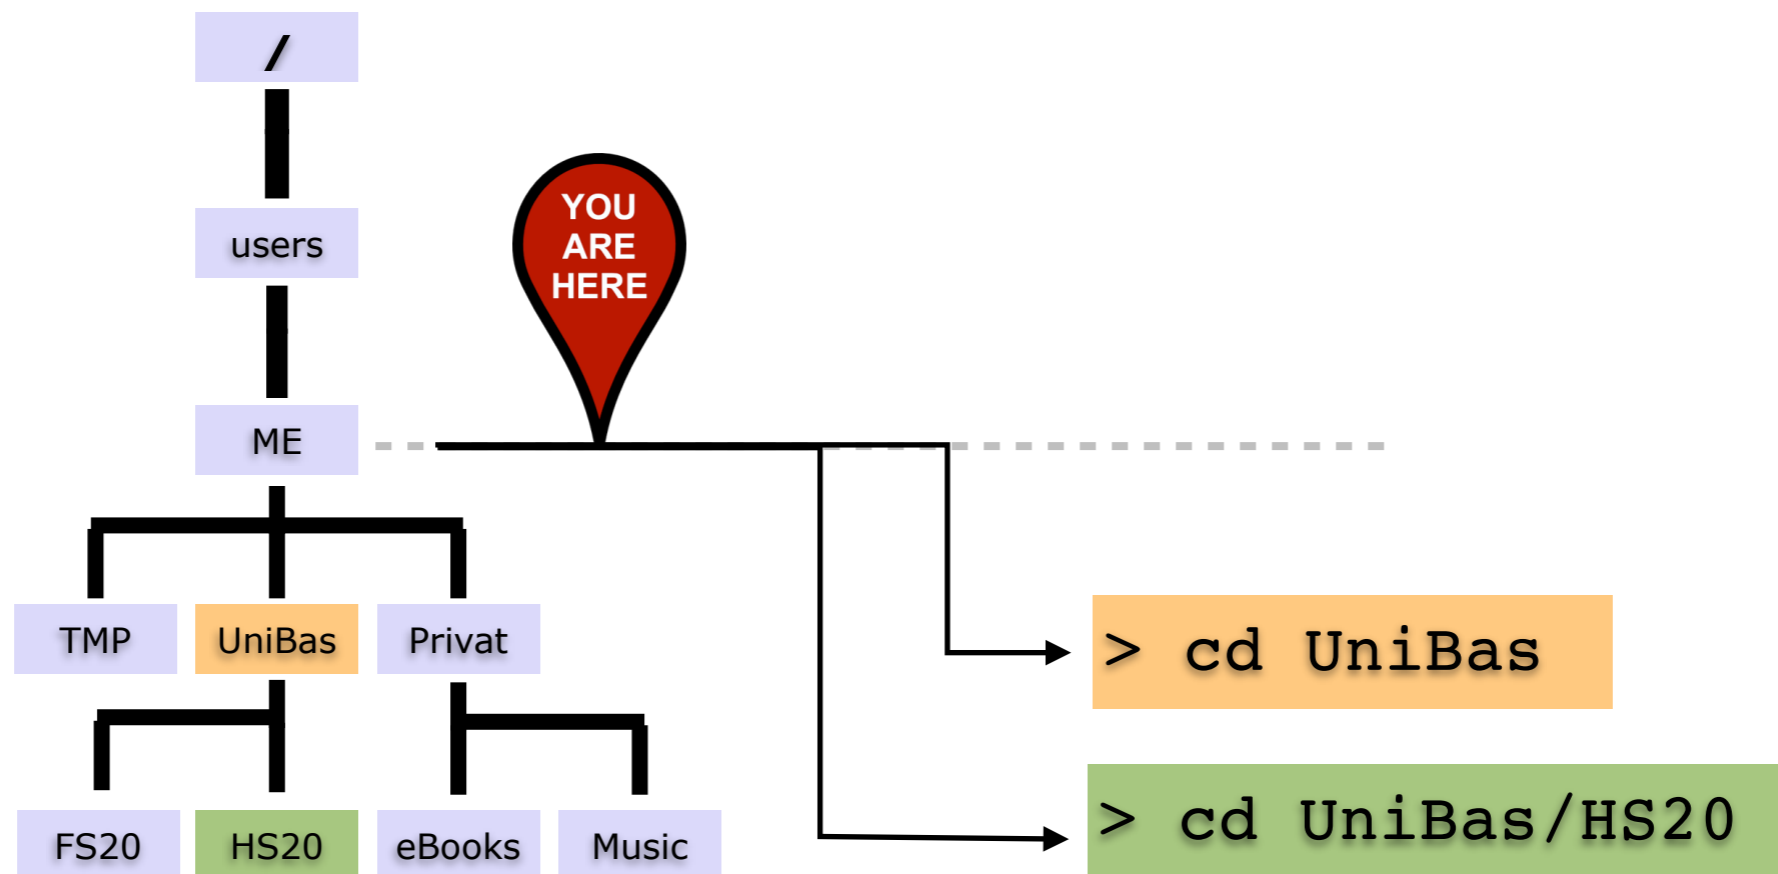 /
users
YOU
ARE
HERE
ME
TMP
UniBas
Privat
> cd UniBas
FS20
HS20
eBooks
Music
> cd UniBas/HS20